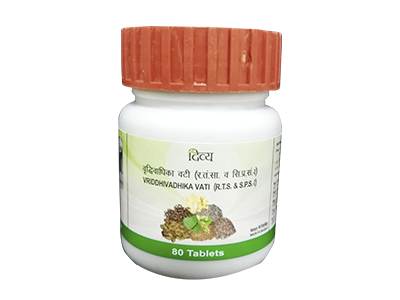 दिव्य
वृद्धिवाधिका वटी (र.तं.सा. व सि.प्र.सं.)
VRIDDHIVADHIKA VATI (R.T.S. & S.P.S.)
80 Tablets